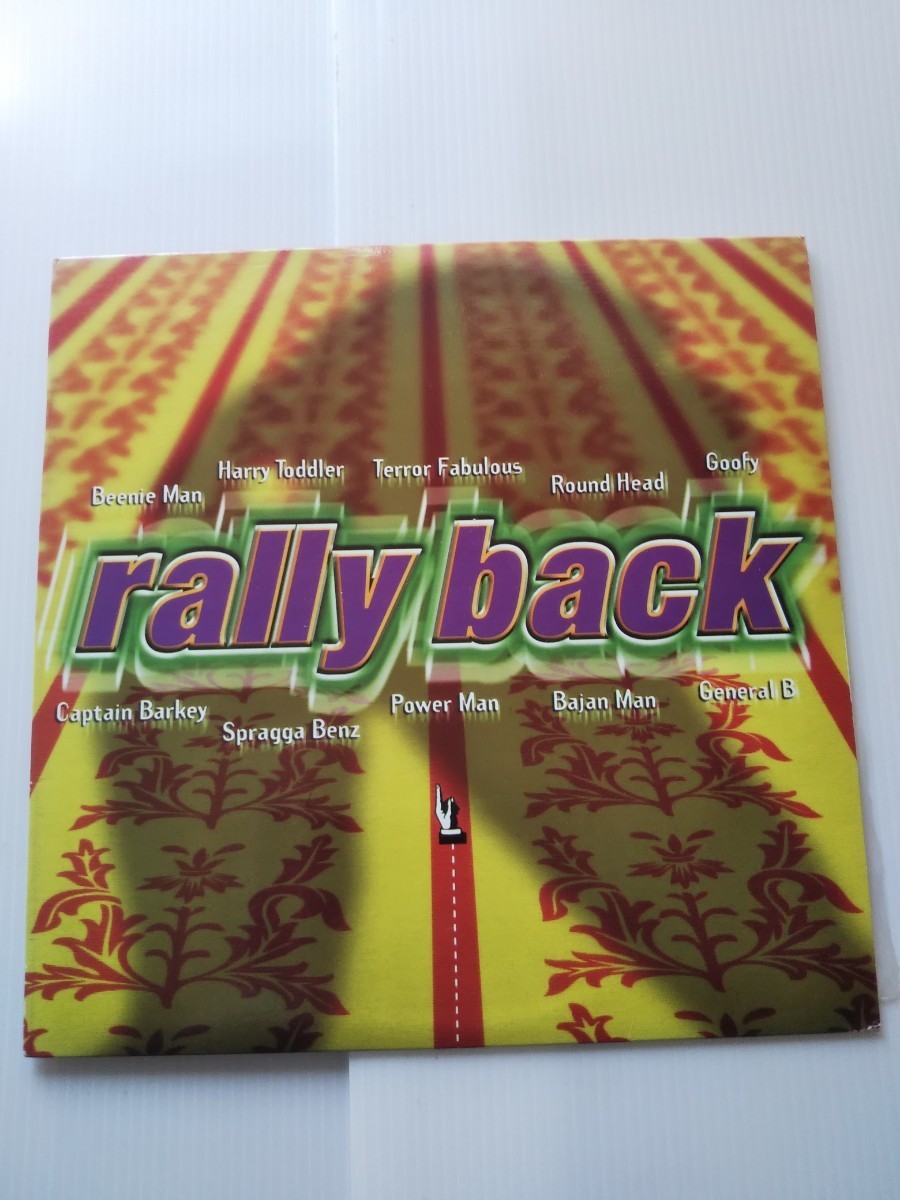 Beenie Man
Harry Toddler
Terror Fabulous
Round Head
Goofy
rally back
Captain Barkey
Spragga Benz
Power Man
Bajan Man
General B